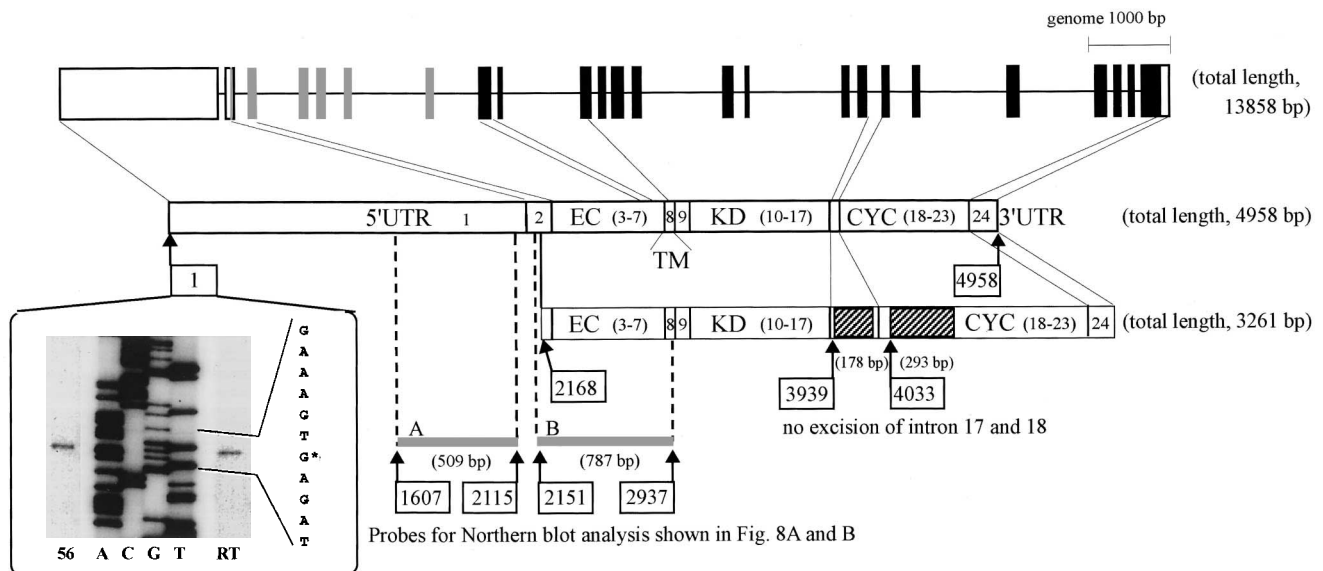 genome 1000 bp
(total length,
13858 bp)
5'UTR 1 2 EC (3-7) 8 9 KD (10-17) CYC (18-23) 24 3'UTR
(total length, 4958 bp)
TM
1
4958
EC (3-7) 8 9 KD (10-17) CYC (18-23) 24
(total length, 3261 bp)
(178 bp) (293 bp)
2168
3939
4033
no excision of intron 17 and 18
A
B
(509 bp)
(787 bp)
1607
2115
2151
2937
Probes for Northern blot analysis shown in Fig. 8A and B
G
A
A
A
G
T
G*
A
G
A
T
56 A C G T RT